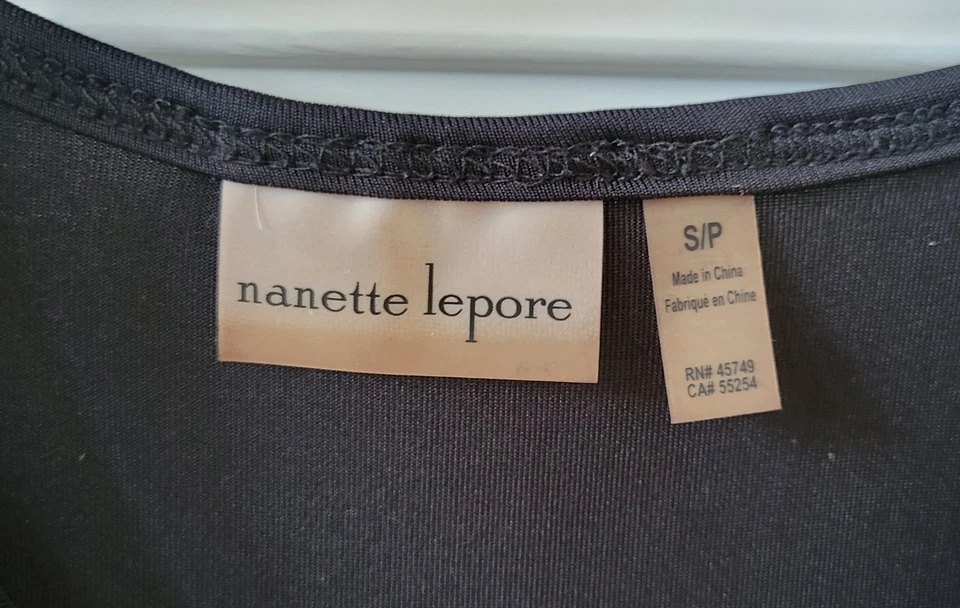 nanette lepore
S/P
Made in China
Fabriqué en Chine
RN# 45749
CA# 55254